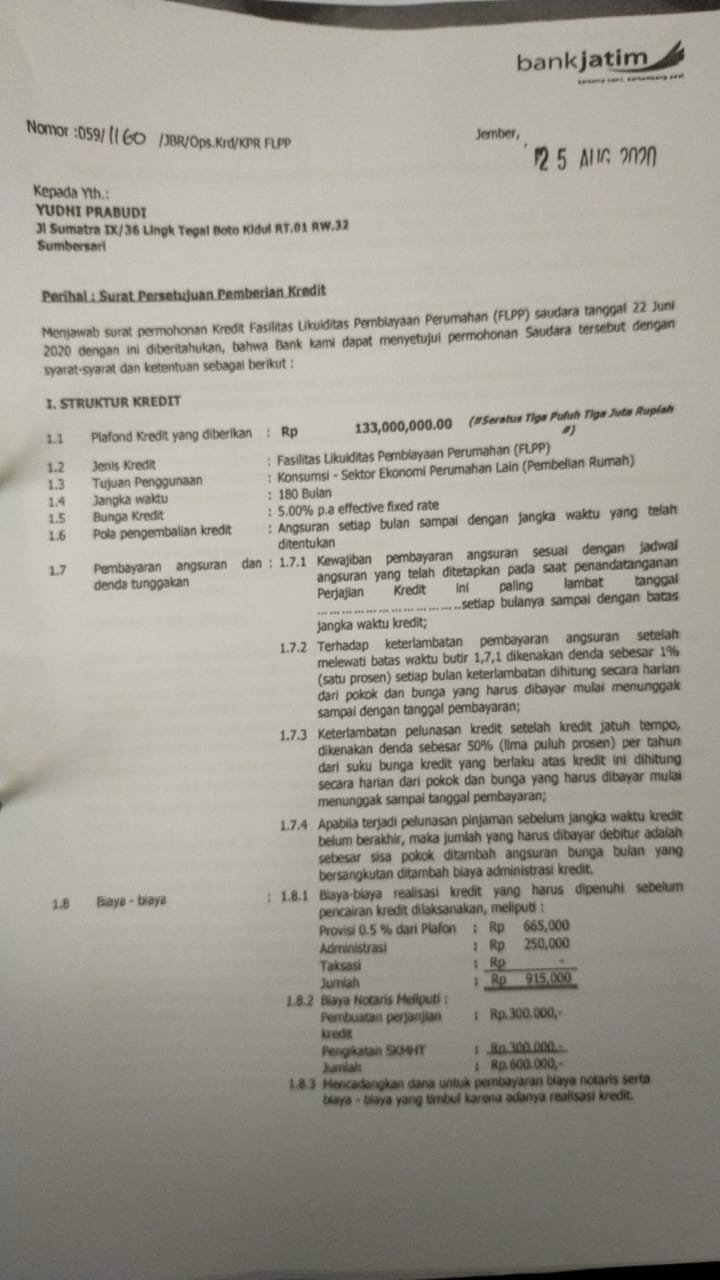 bankjatim
Nomor :059/1160 /JBR/Ops.Krd/KPR FLPP
Jember,
25 AUG 2020
Kepada Yth.:
YUDHI PRABUDI
Jl Sumatra IX/36 Lingk Tegal Boto Kidul RT.01 RW.32
Sumbersari
Perihal : Surat Persetujuan Pemberian Kredit
Menjawab surat permohonan Kredit Fasilitas Likuiditas Pembiayaan Perumahan (FLPP) saudara tanggal 22 Juni
2020 dengan ini diberitahukan, bahwa Bank kami dapat menyetujui permohonan Saudara tersebut dengan
syarat-syarat dan ketentuan sebagai berikut :
I. STRUKTUR KREDIT
1.1 Plafond Kredit yang diberikan : Rp 133,000,000.00 (#Seratus Tiga Puluh Tiga Juta Rupiah
#)
1.2 Jenis Kredit : Fasilitas Likuiditas Pembiayaan Perumahan (FLPP)
1.3 Tujuan Penggunaan : Konsumsi - Sektor Ekonomi Perumahan Lain (Pembelian Rumah)
1.4 Jangka waktu : 180 Bulan
1.5 Bunga Kredit : 5.00% p.a effective fixed rate
1.6 Pola pengembalian kredit : Angsuran setiap bulan sampai dengan jangka waktu yang telah
ditentukan
1.7 Pembayaran angsuran dan : 1.7.1 Kewajiban pembayaran angsuran sesuai dengan jadwal
denda tunggakan angsuran yang telah ditetapkan pada saat penandatanganan
Perjajian Kredit ini paling lambat tanggal
.................................setiap bulanya sampai dengan batas
jangka waktu kredit;
1.7.2 Terhadap keterlambatan pembayaran angsuran setelah
melewati batas waktu butir 1,7,1 dikenakan denda sebesar 1%
(satu prosen) setiap bulan keterlambatan dihitung secara harian
dari pokok dan bunga yang harus dibayar mulai menunggak
sampai dengan tanggal pembayaran;
1.7.3 Keterlambatan pelunasan kredit setelah kredit jatuh tempo,
dikenakan denda sebesar 50% (lima puluh prosen) per tahun
dari suku bunga kredit yang berlaku atas kredit ini dihitung
secara harian dari pokok dan bunga yang harus dibayar mulai
menunggak sampai tanggal pembayaran;
1.7.4 Apabila terjadi pelunasan pinjaman sebelum jangka waktu kredit
belum berakhir, maka jumlah yang harus dibayar debitur adalah
sebesar sisa pokok ditambah angsuran bunga bulan yang
bersangkutan ditambah biaya administrasi kredit.
1.8 Biaya - biaya : 1.8.1 Biaya-biaya realisasi kredit yang harus dipenuhi sebelum
pencairan kredit dilaksanakan, meliputi :
Provisi 0.5 % dari Plafon : Rp 665,000
Administrasi : Rp 250,000
Taksasi : Rp -
Jumlah : Rp 915,000
1.8.2 Biaya Notaris Meliputi :
Pembuatan perjanjian : Rp.300.000,-
kredit
Pengikatan SKMHT : Rp.300.000,-
Jumlah : Rp.600.000,-
1.8.3 Mencadangkan dana untuk pembayaran biaya notaris serta
biaya - biaya yang timbul karena adanya realisasi kredit.